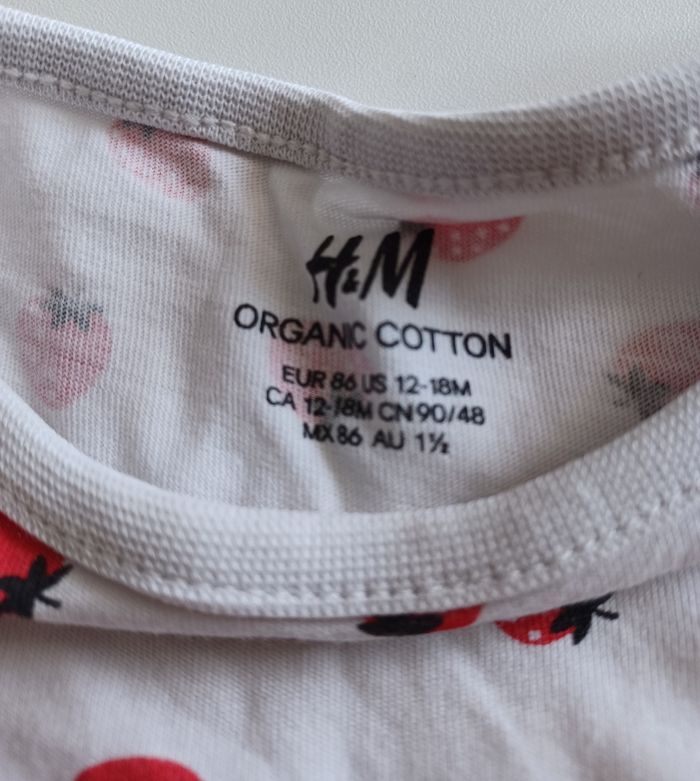 H&M
ORGANIC COTTON
EUR 86 US 12-18M
CA 12-18M CN 90/48
MX 86 AU 1½